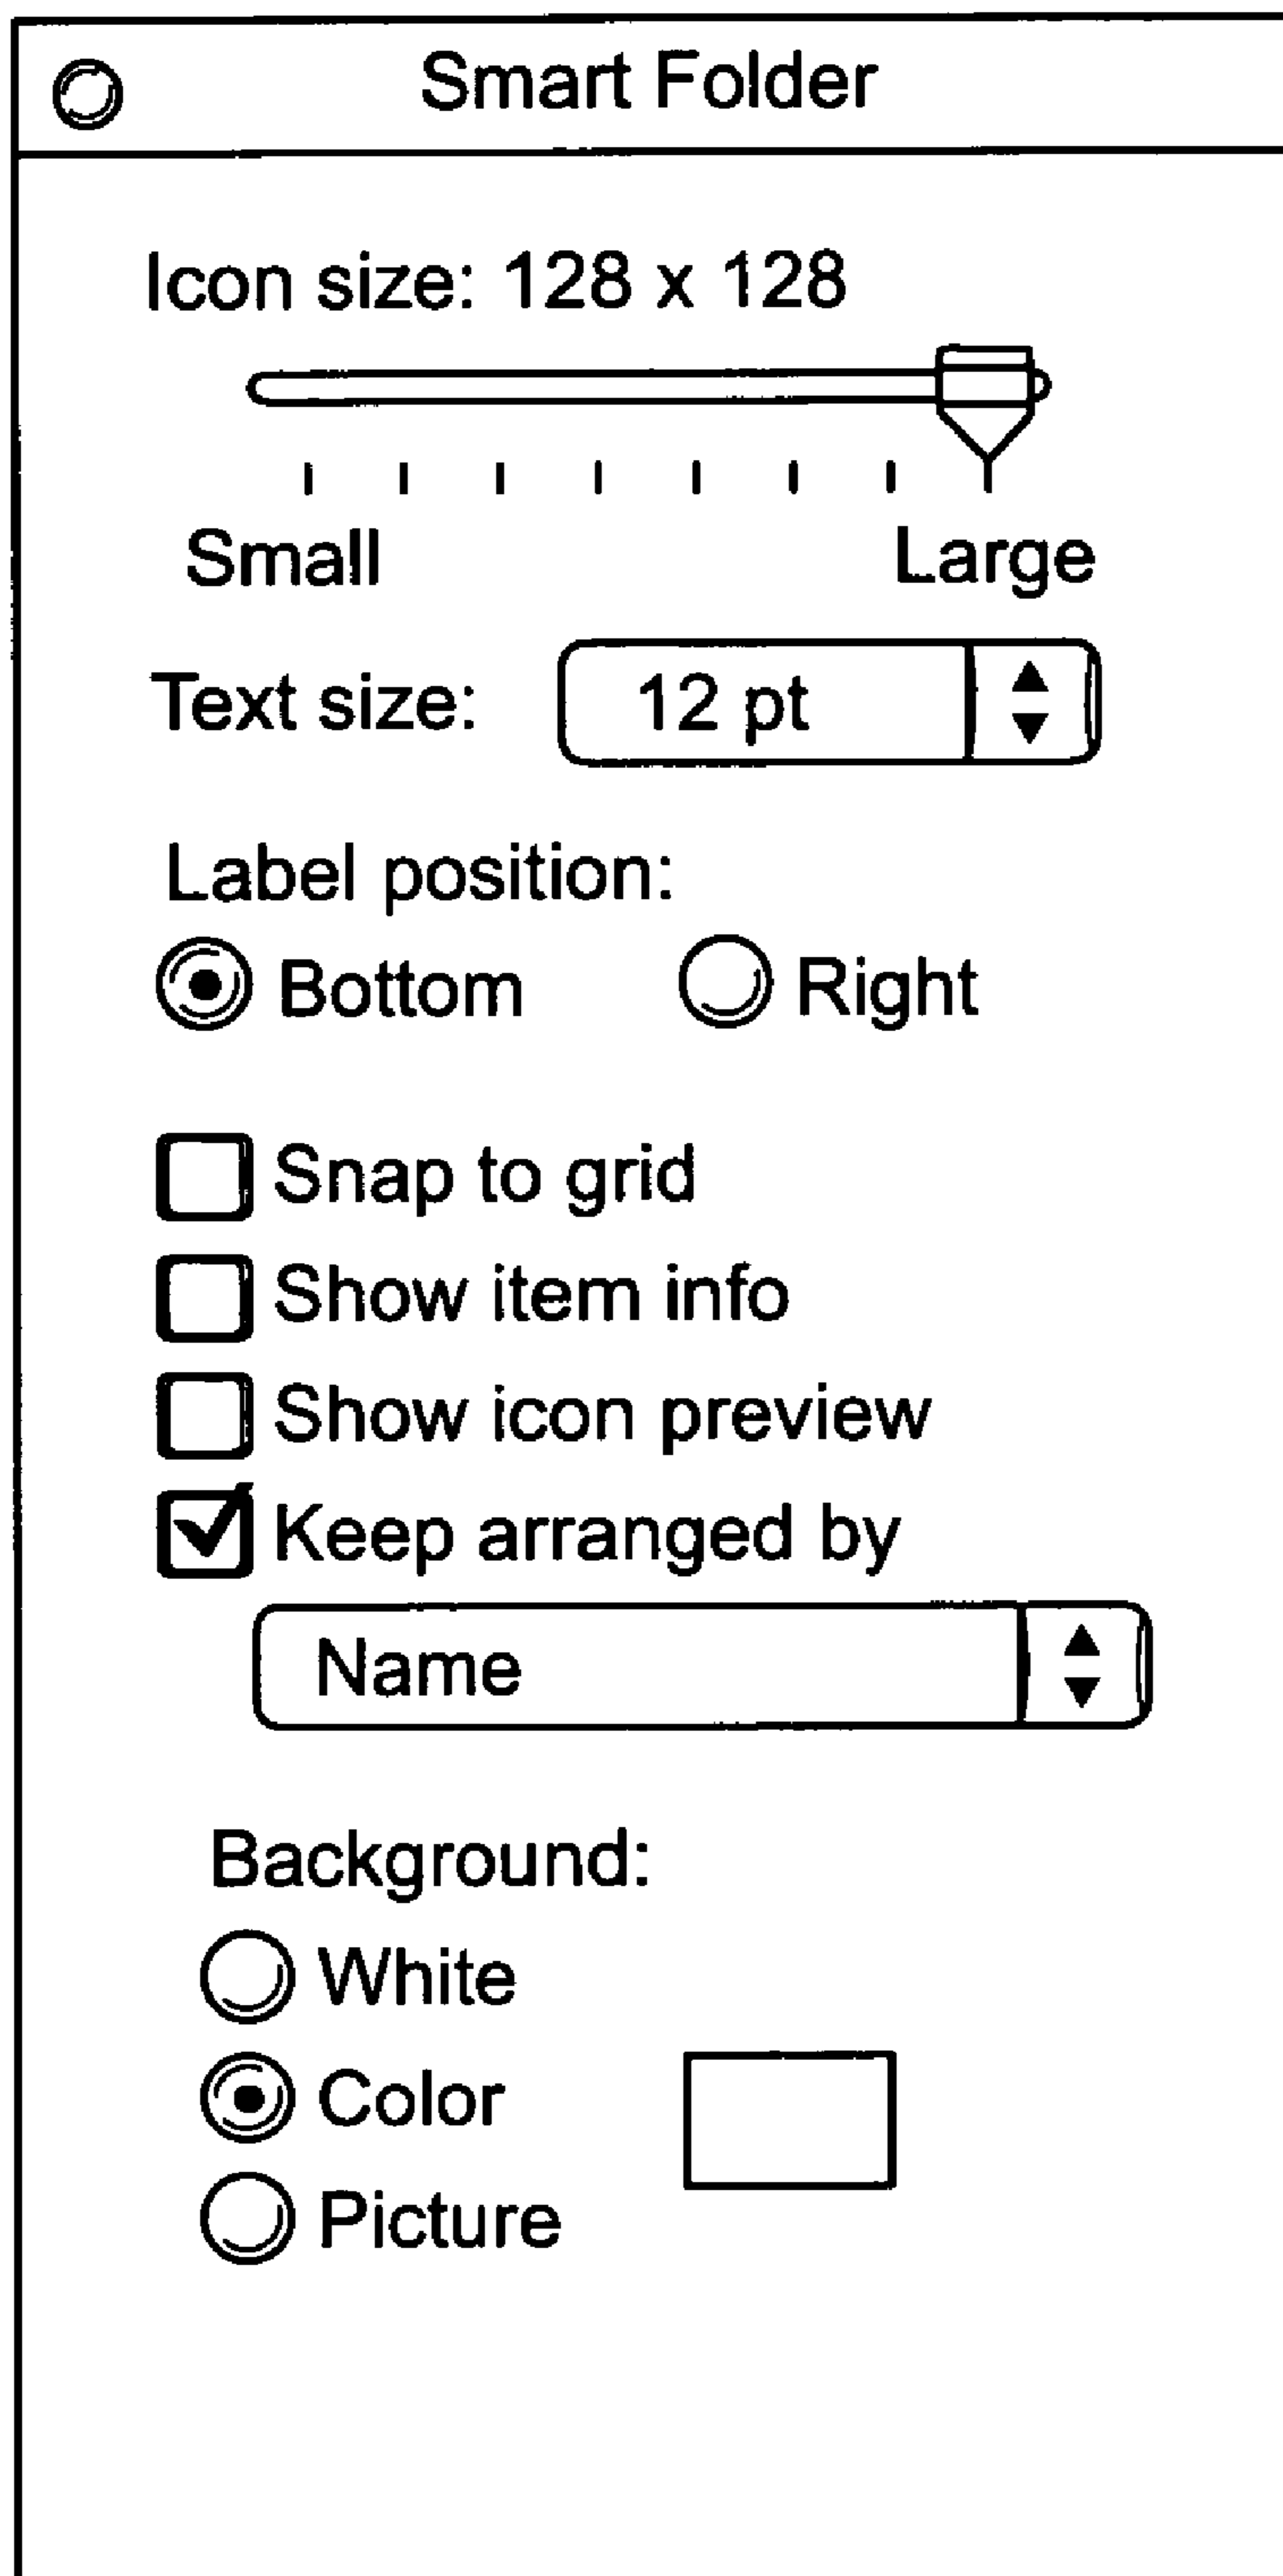 Smart Folder
Icon size: 128 x 128
Small Large
Text size: 12 pt
Label position:
Bottom Right
Snap to grid
Show item info
Show icon preview
Keep arranged by
Name
Background:
White
Color
Picture